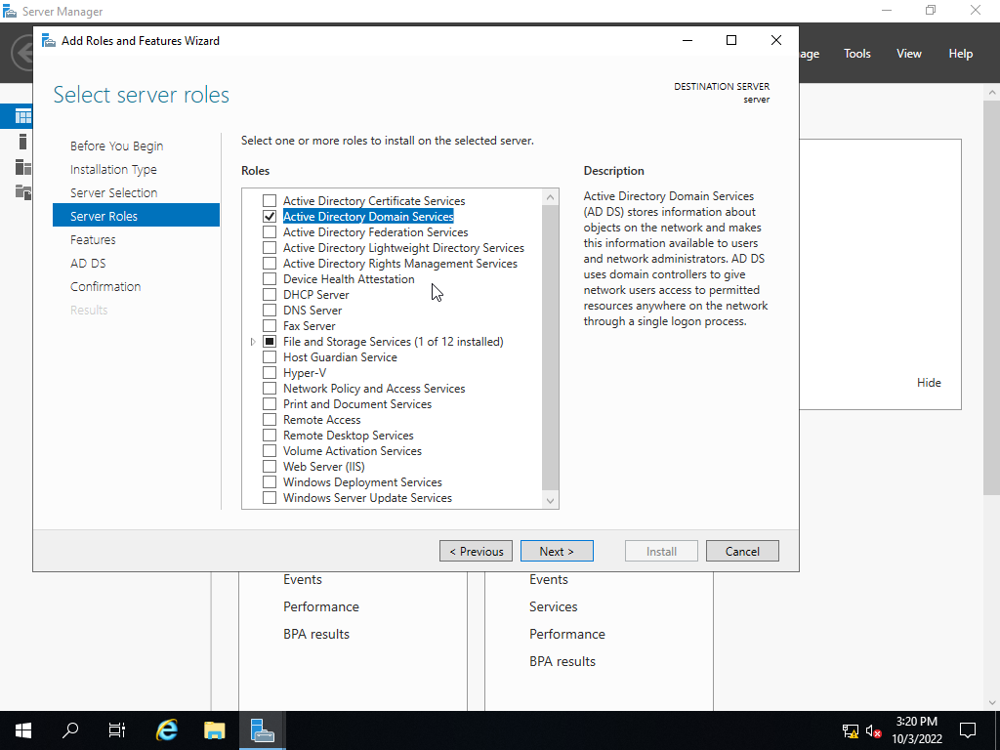 Server Manager
Add Roles and Features Wizard
age Tools View Help
Select server roles
DESTINATION SERVER
server
Before You Begin
Installation Type
Server Selection
Server Roles
Features
AD DS
Confirmation
Results
Select one or more roles to install on the selected server.
Roles
Active Directory Certificate Services
Active Directory Domain Services
Active Directory Federation Services
Active Directory Lightweight Directory Services
Active Directory Rights Management Services
Device Health Attestation
DHCP Server
DNS Server
Fax Server
File and Storage Services (1 of 12 installed)
Host Guardian Service
Hyper-V
Network Policy and Access Services
Print and Document Services
Remote Access
Remote Desktop Services
Volume Activation Services
Web Server (IIS)
Windows Deployment Services
Windows Server Update Services
Description
Active Directory Domain Services
(AD DS) stores information about
objects on the network and makes
this information available to users
and network administrators. AD DS
uses domain controllers to give
network users access to permitted
resources anywhere on the network
through a single logon process.
Hide
< Previous Next > Install Cancel
Events
Performance
BPA results
Events
Services
Performance
BPA results
3:20 PM
10/3/2022